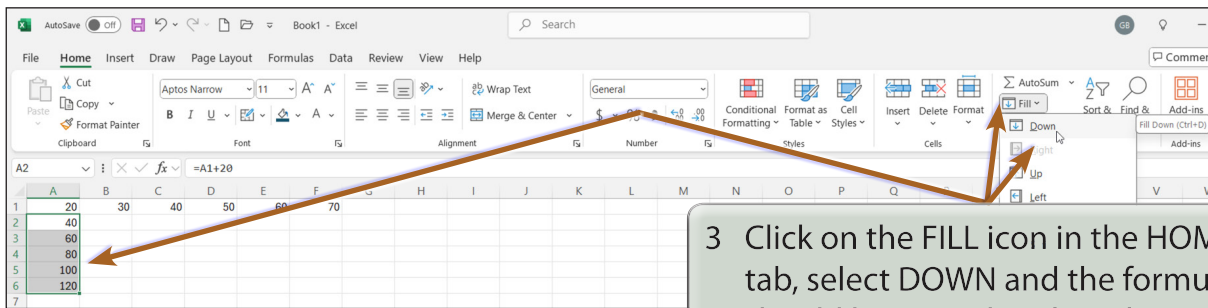 AutoSave Off Book1 - Excel Search GB
File Home Insert Draw Page Layout Formulas Data Review View Help
Cut Aptos Narrow 11 A^ A˅ Wrap Text General Conditional Format as Cell Insert Delete Format Σ AutoSum Sort & Find & Add-ins
Paste Copy B I U A Merge & Center $ Formatting Table Styles Fill
Format Painter Down Fill Down (Ctrl+D)
Clipboard Font Alignment Number Styles Cells Add-ins
Up
A2 fx =A1+20 Left
A B C D E F H I J K L M N O P Q V
1 20 30 40 50 60 70
2 40
3 60
4 80
5 100
6 120
7
3 Click on the FILL icon in the
tab, select DOWN and the